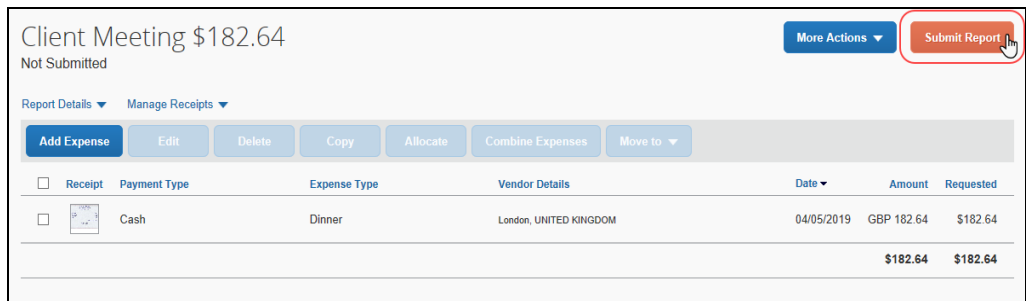 Client Meeting $182.64
Not Submitted
More Actions
Submit Report
Report Details
Manage Receipts
Add Expense
Edit
Delete
Copy
Allocate
Combine Expenses
Move to
Receipt Payment Type Expense Type Vendor Details Date Amount Requested
Cash Dinner London, UNITED KINGDOM 04/05/2019 GBP 182.64 $182.64
$182.64 $182.64